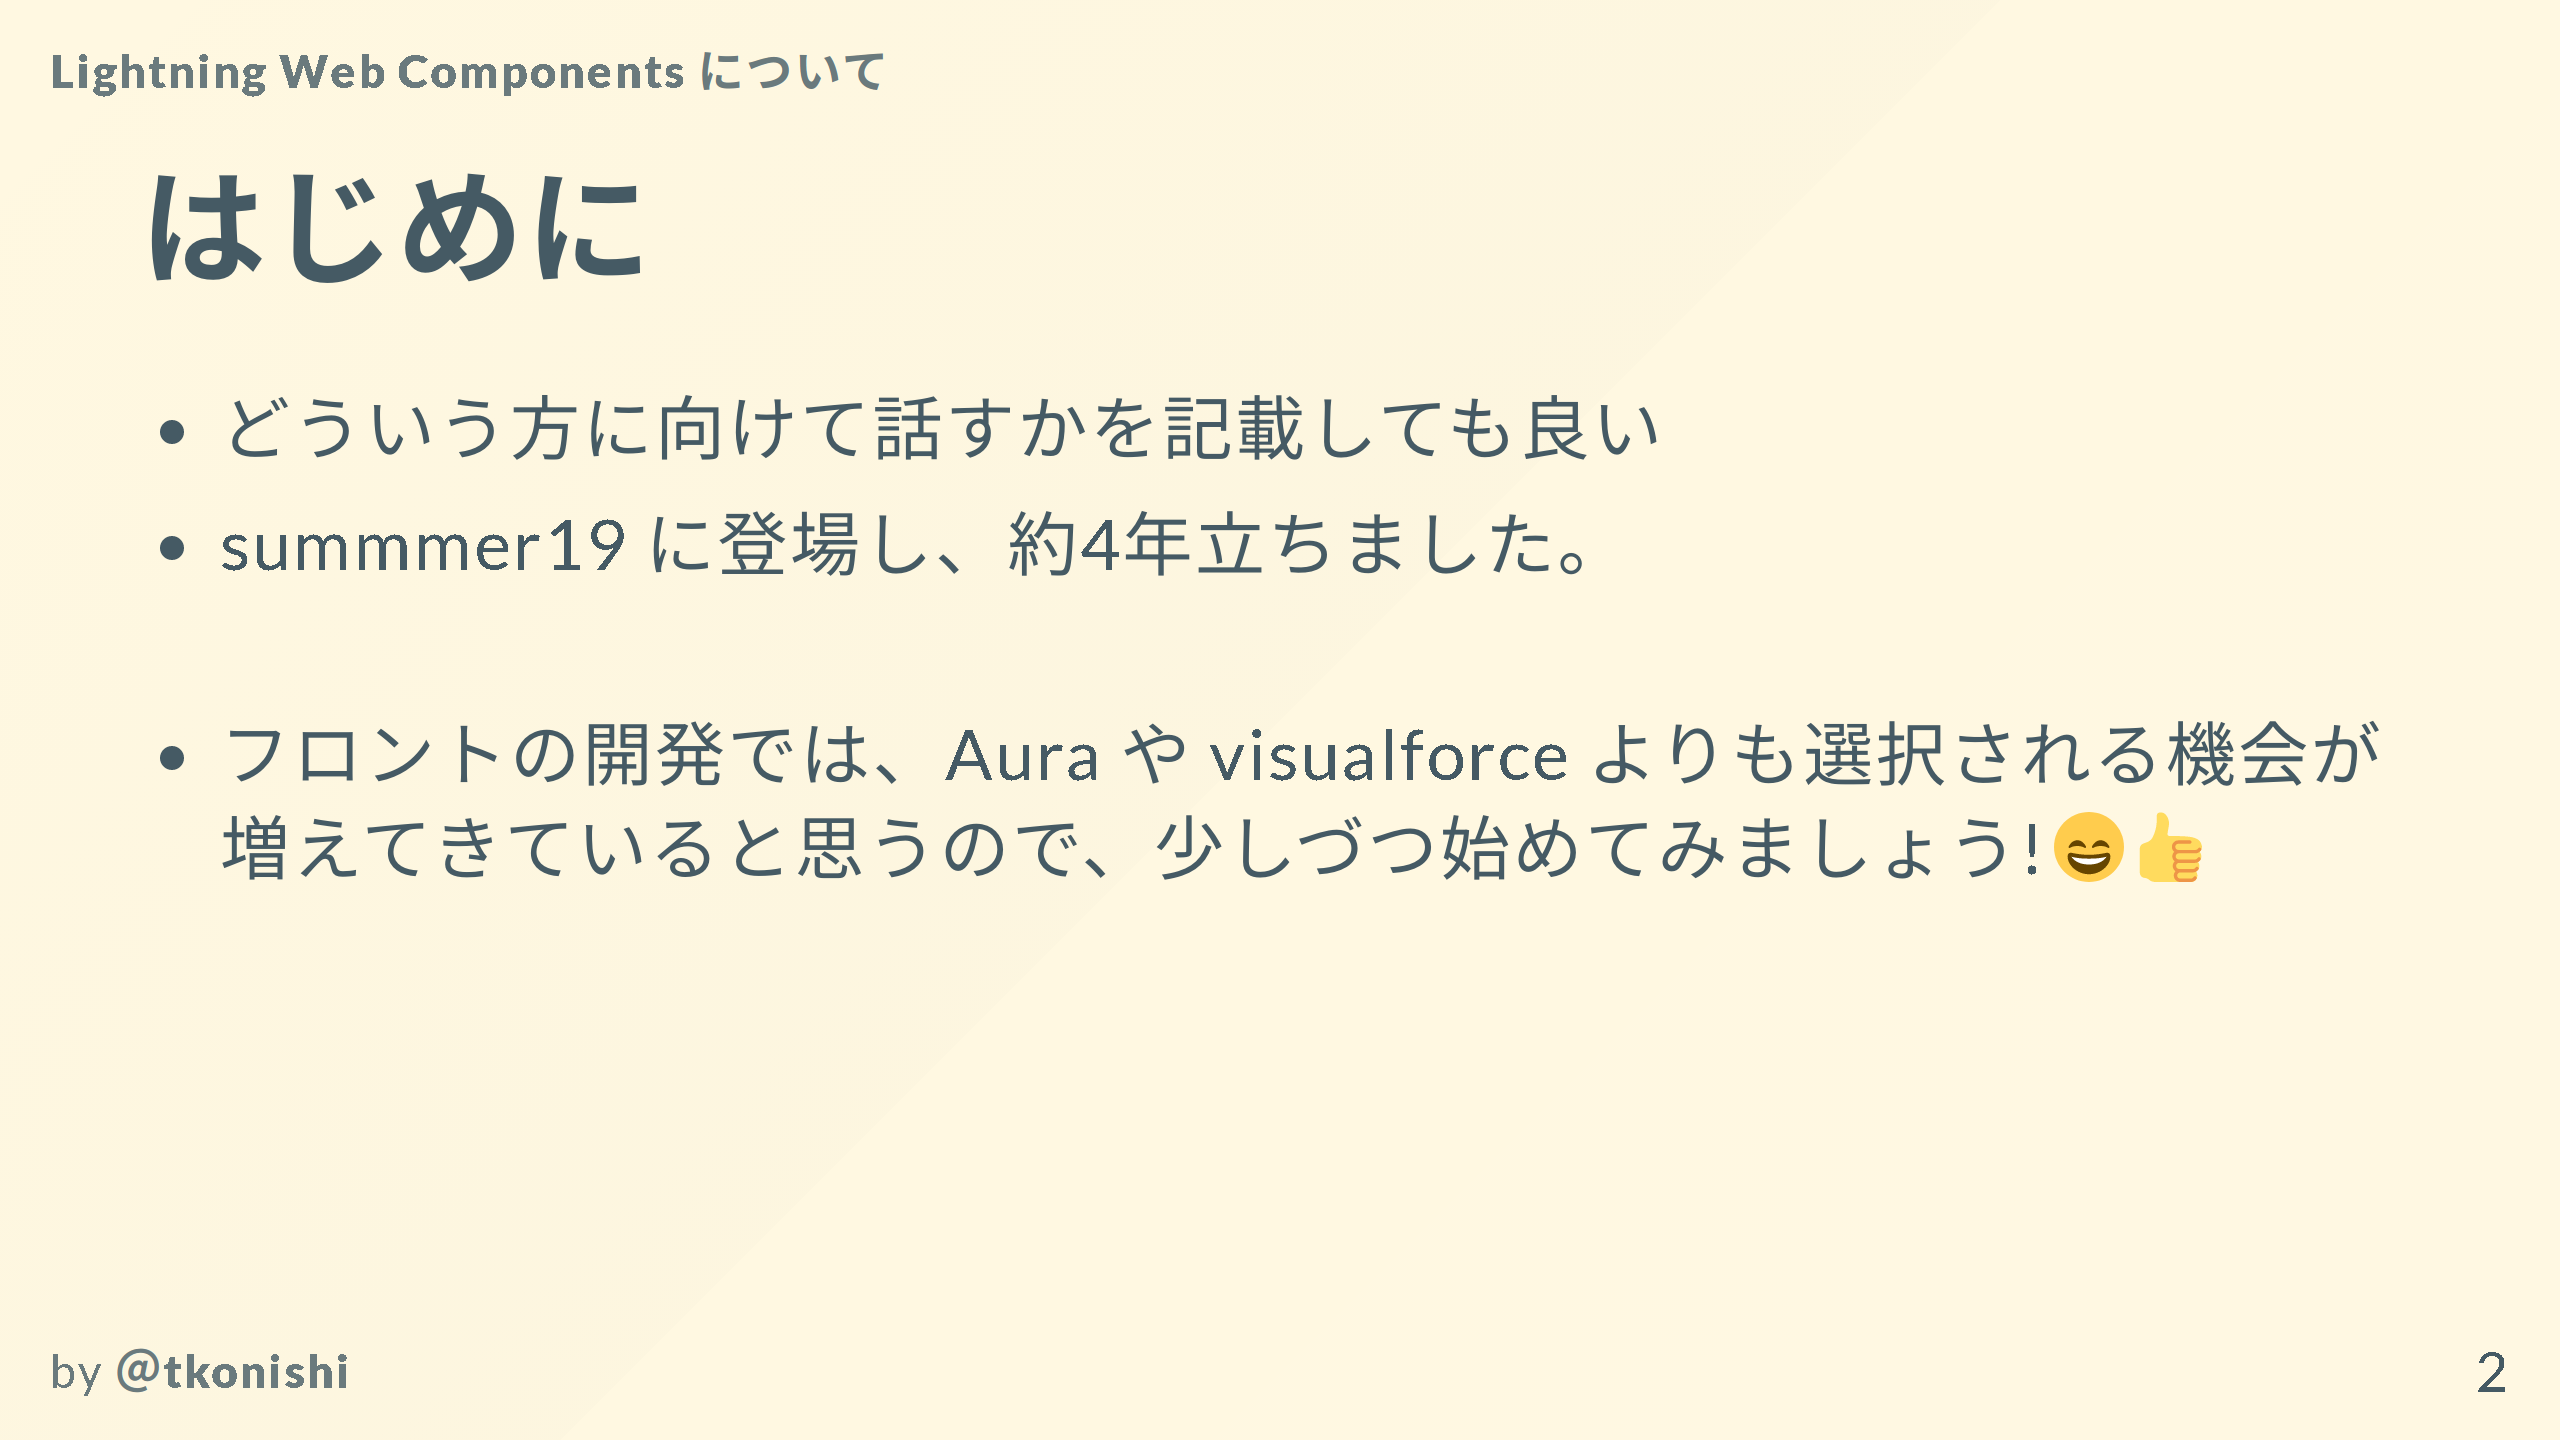 Lightning Web Components について
はじめに
• どういう方に向けて話すかを記載しても良い
• summmer19 に登場し、約4年立ちました。
• フロントの開発では、Aura や visualforce よりも選択される機会が
増えてきていると思うので、少しづつ始めてみましょう!😄👍
by @tkonishi
2